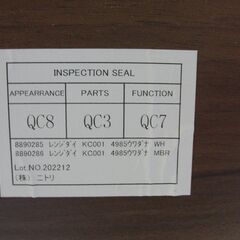 INSPECTION SEAL
APPEARRANCE PARTS FUNCTION
QC8 QC3 QC7
8890285 レンジダイ KC001 4985ウワダナ WH
8890286 レンジダイ KC001 4985ウワダナ MBR
Lot.NO.202212
(株) ニトリ